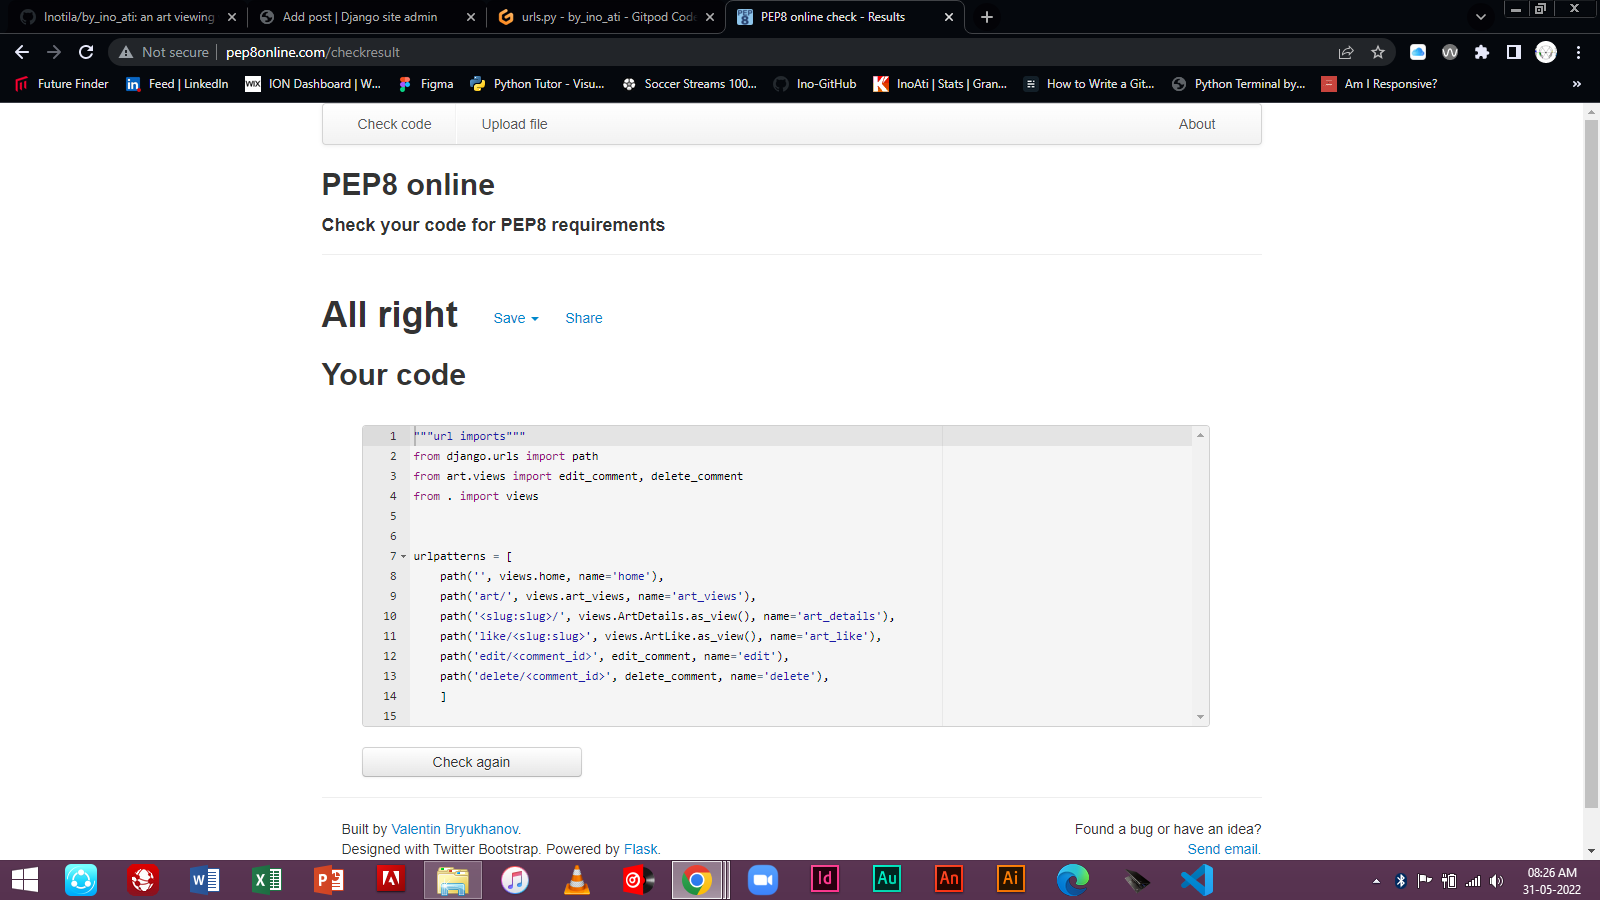 Inotila/by_ino_ati: an art viewing
Add post | Django site admin
urls.py - by_ino_ati - Gitpod Code
PEP8 online check - Results
Not secure
pep8online.com/checkresult
Future Finder
Feed | LinkedIn
ION Dashboard | W...
Figma
Python Tutor - Visu...
Soccer Streams 100...
Ino-GitHub
InoAti | Stats | Gran...
How to Write a Git...
Python Terminal by...
Am I Responsive?
»
Check code
Upload file
About
PEP8 online
Check your code for PEP8 requirements
All right
Save
Share
Your code
1 """url imports"""
2 from django.urls import path
3 from art.views import edit_comment, delete_comment
4 from . import views
5
6
7 urlpatterns = [
8 path('', views.home, name='home'),
9 path('art/', views.art_views, name='art_views'),
10 path('<slug:slug>/', views.ArtDetails.as_view(), name='art_details'),
11 path('like/<slug:slug>', views.ArtLike.as_view(), name='art_like'),
12 path('edit/<comment_id>', edit_comment, name='edit'),
13 path('delete/<comment_id>', delete_comment, name='delete'),
14 ]
15
Check again
Built by Valentin Bryukhanov.
Designed with Twitter Bootstrap. Powered by Flask.
Found a bug or have an idea?
Send email.
Id
Au
An
Ai
08:26 AM
31-05-2022